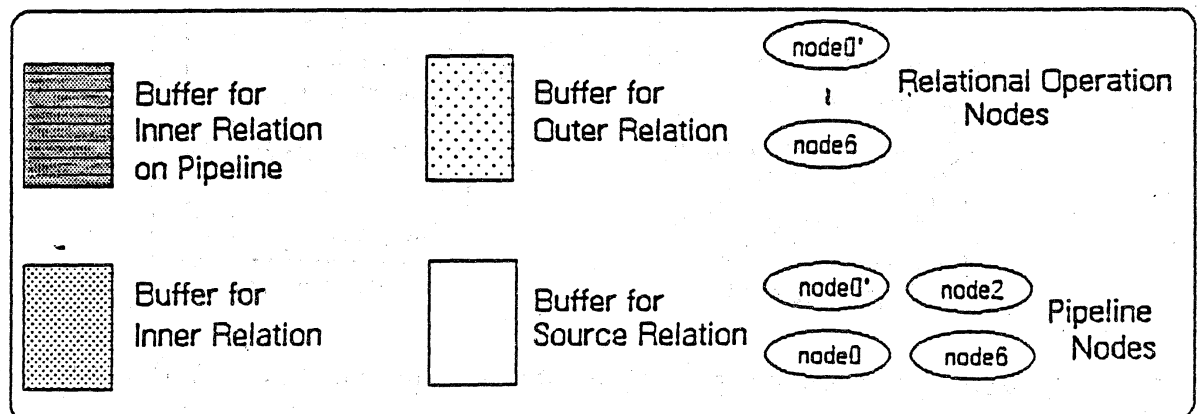 Buffer for
Inner Relation
on Pipeline
Buffer for
Outer Relation
node0'
~
node6
Relational Operation
Nodes
Buffer for
Inner Relation
Buffer for
Source Relation
node0' node2
node0 node6
Pipeline
Nodes